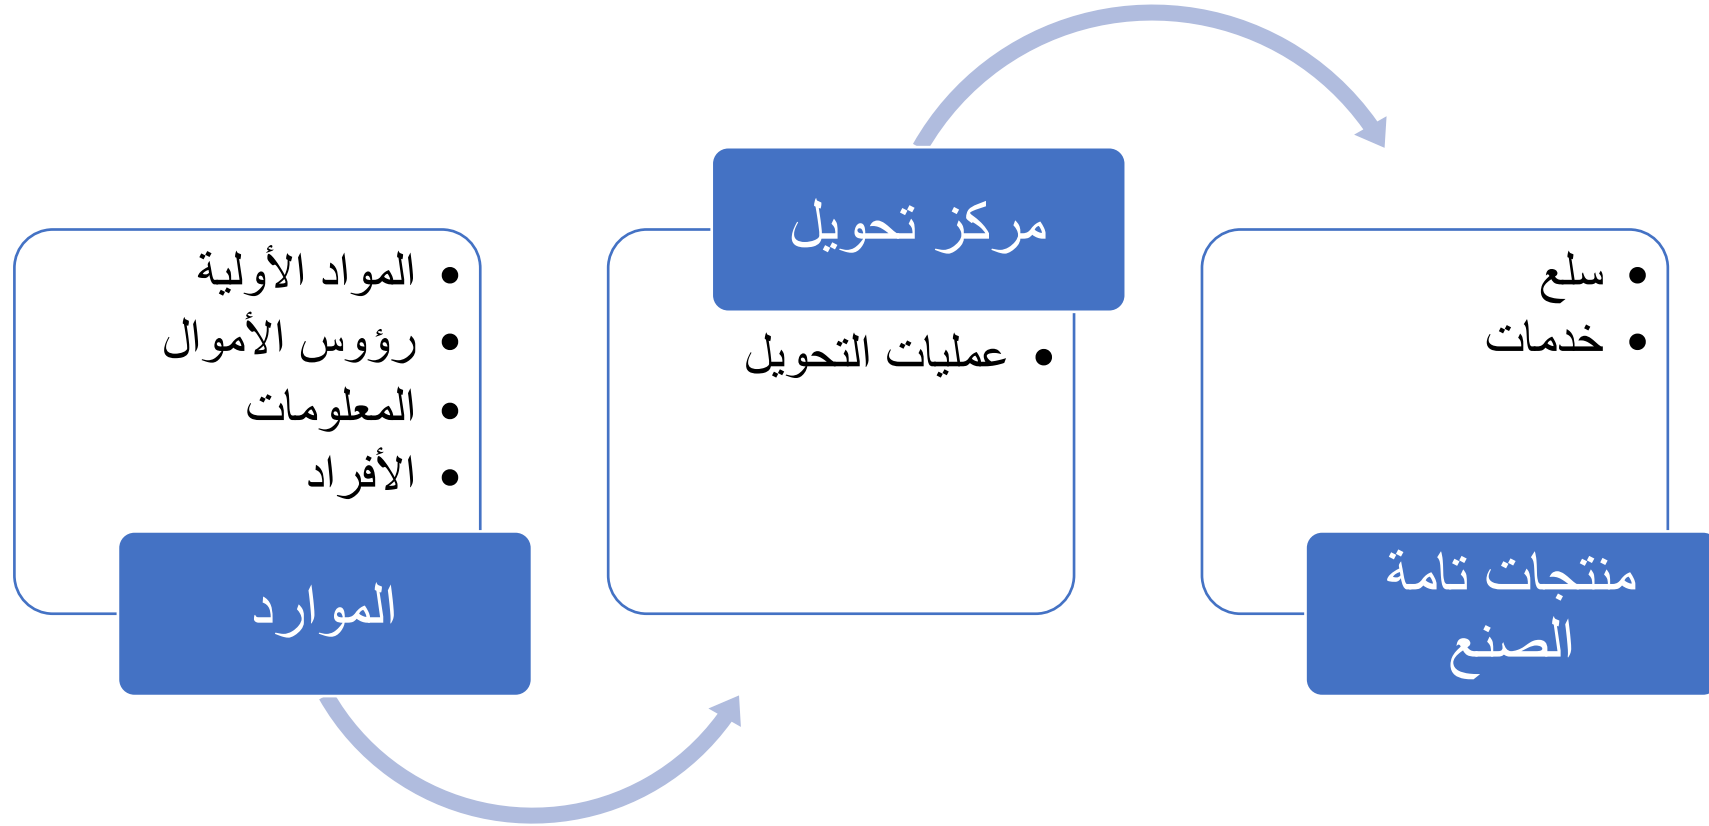 • المواد الأولية
• رؤوس الأموال
• المعلومات
• الأفراد
الموارد
مركز تحويل
• عمليات التحويل
• سلع
• خدمات
منتجات تامة
الصنع